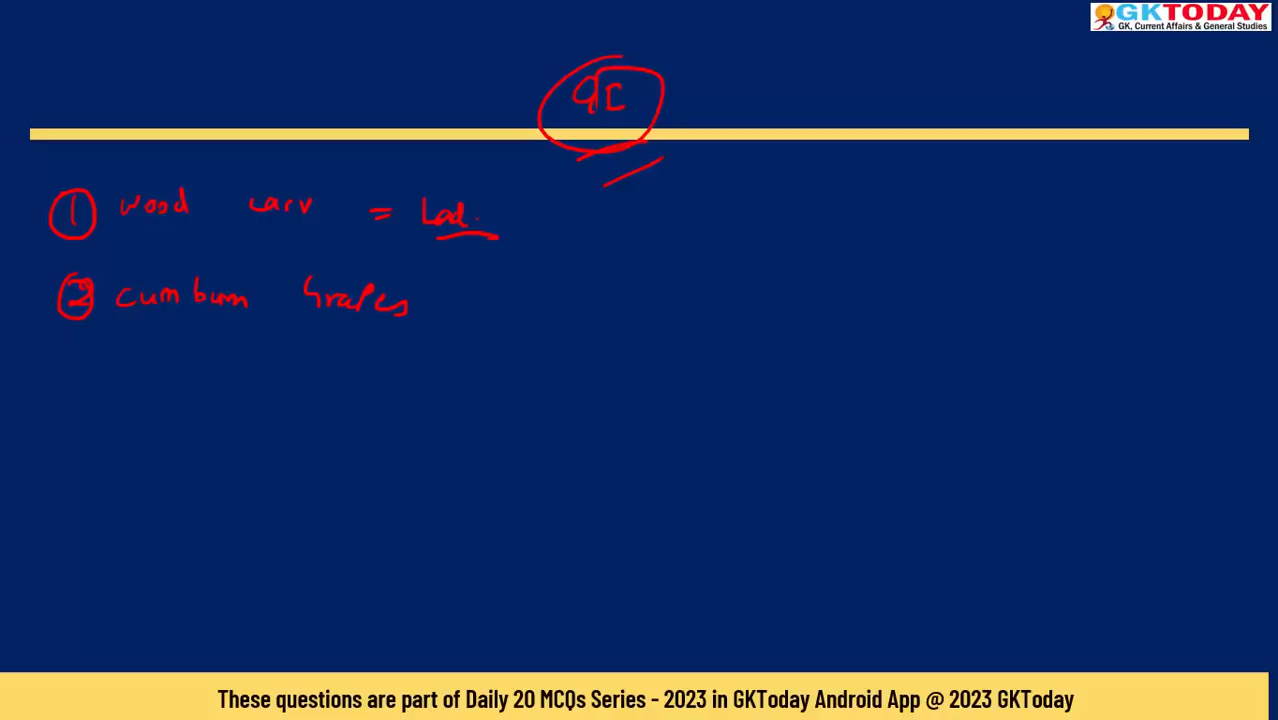 GKTODAY
GK, Current Affairs & General Studies
GI
① wood carv = Lad.
② cumbum Grapes
These questions are part of Daily 20 MCQs Series - 2023 in GKToday Android App @ 2023 GKToday